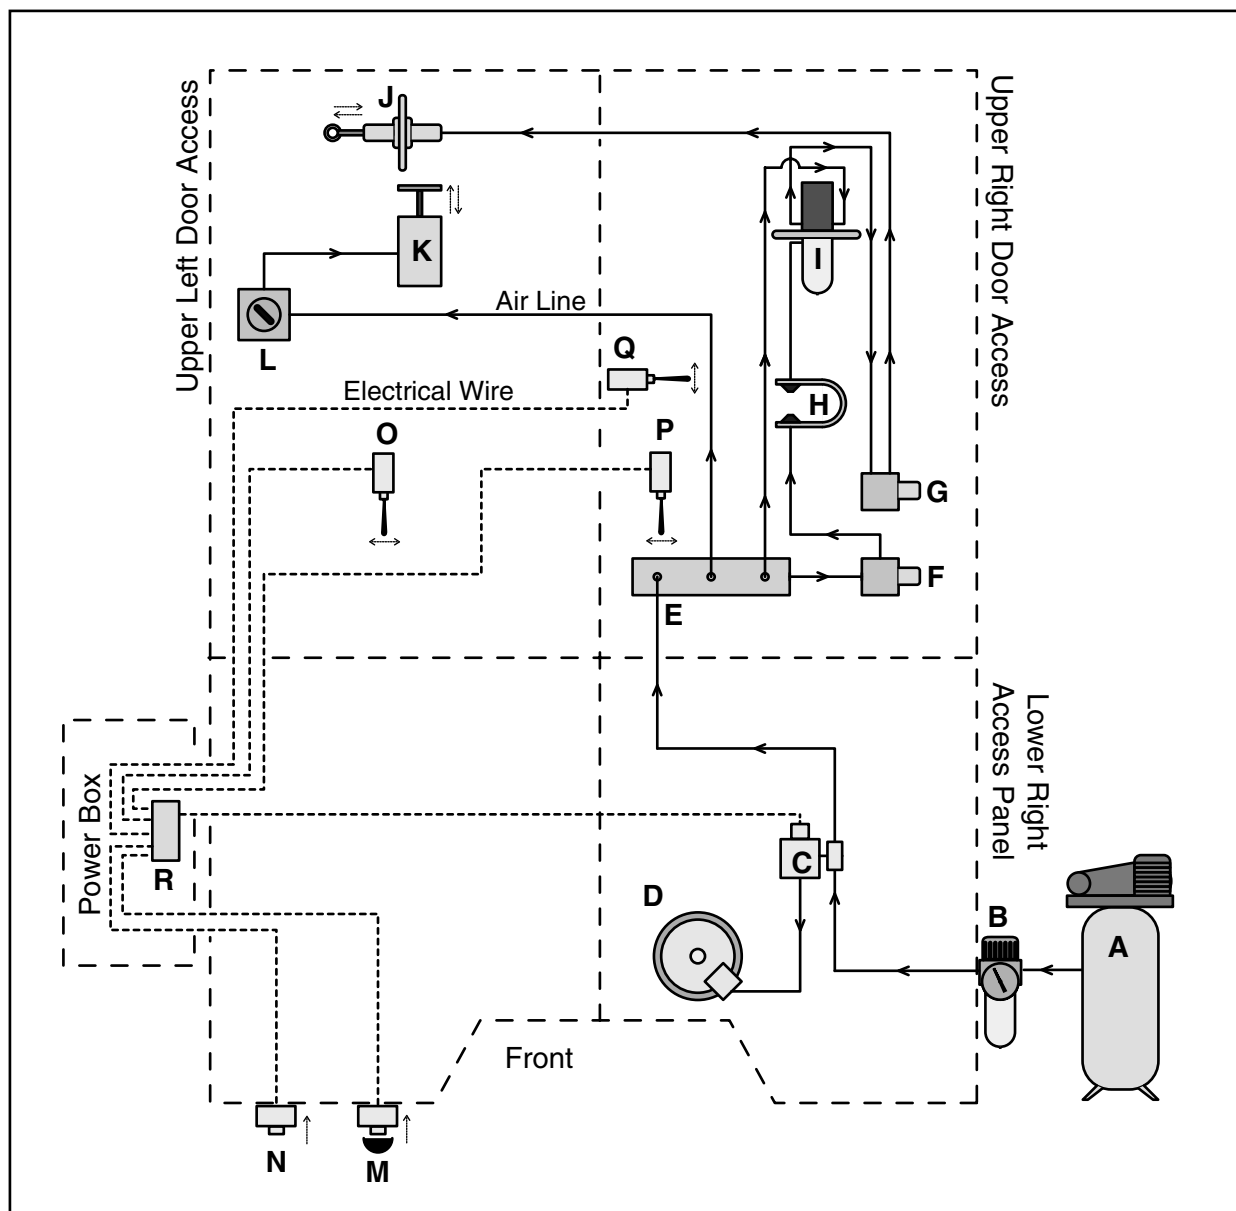 J
Upper Left Door Access
Upper Right Door Access
K
I
Air Line
L
Q
H
Electrical Wire
O
P
G
F
E
Lower Right
Access Panel
Power Box
R
C
D
B
A
Front
N
M